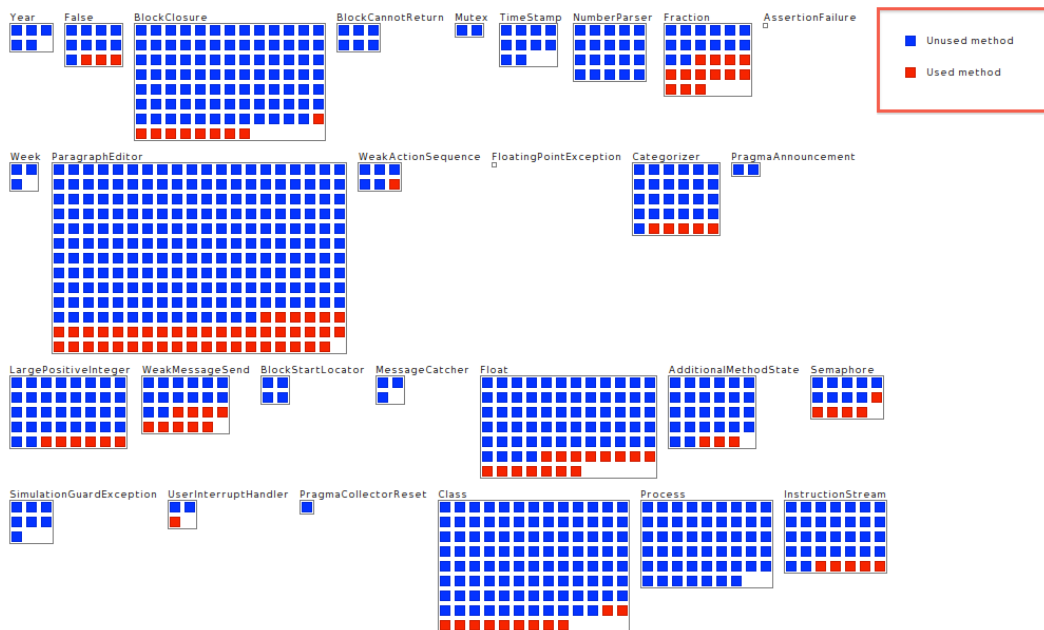 Year False BlockClosure BlockCannotReturn Mutex TimeStamp NumberParser Fraction AssertionFailure
Unused method
Used method
Week ParagraphEditor WeakActionSequence FloatingPointException Categorizer PragmaAnnouncement
LargePositiveInteger WeakMessageSend BlockStartLocator MessageCatcher Float AdditionalMethodState Semaphore
SimulationGuardException UserInterruptHandler PragmaCollectorReset Class Process InstructionStream